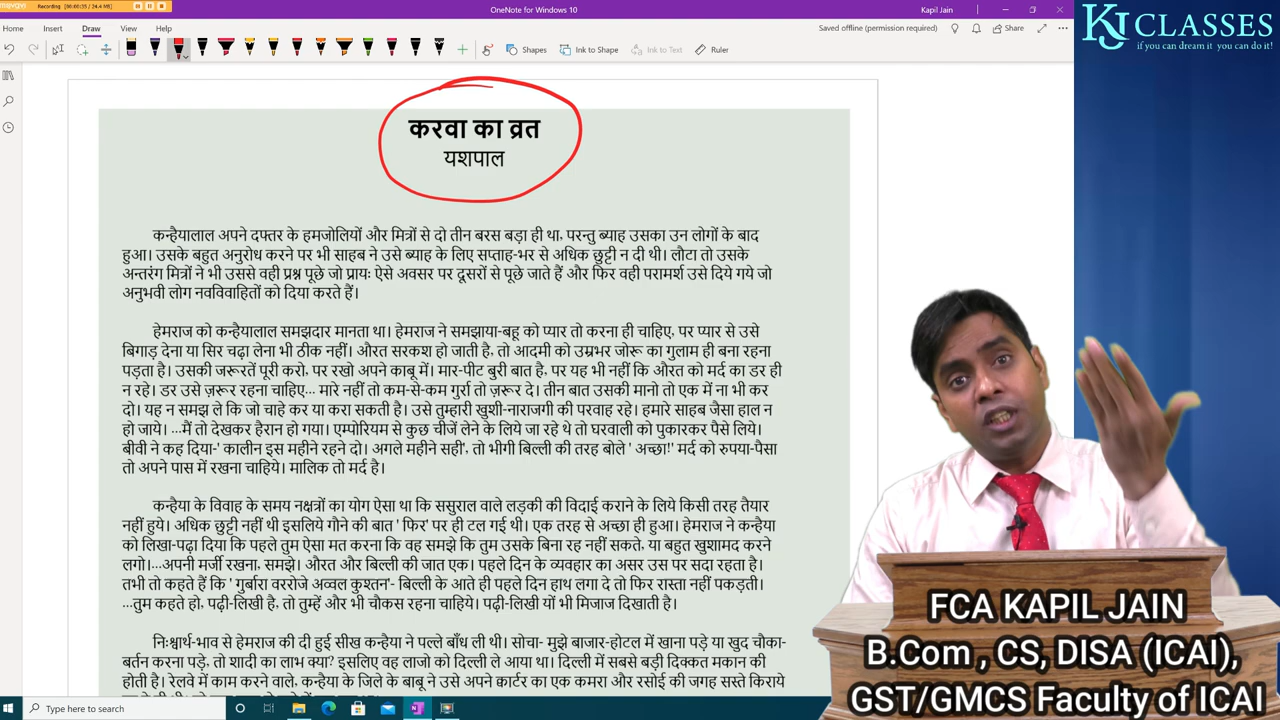 Recording [00:00:35 / 24.4 MB]
OneNote for Windows 10
Kapil Jain
Home Insert Draw View Help
Saved offline (permission required)
Share
Shapes
Ink to Shape
Ink to Text
Ruler
KJ CLASSES
if you can dream it you can do it!
करवा का व्रत
यशपाल
कन्हैयालाल अपने दफ्तर के हमजोलियों और मित्रों से दो तीन बरस बड़ा ही था, परन्तु ब्याह उसका उन लोगों के बाद
हुआ। उसके बहुत अनुरोध करने पर भी साहब ने उसे ब्याह के लिए सप्ताह-भर से अधिक छुट्टी न दी थी। लौटा तो उसके
अन्तरंग मित्रों ने भी उससे वही प्रश्न पूछे जो प्रायः ऐसे अवसर पर दूसरों से पूछे जाते हैं और फिर वही परामर्श उसे दिये गये जो
अनुभवी लोग नवविवाहितों को दिया करते हैं।
हेमराज को कन्हैयालाल समझदार मानता था। हेमराज ने समझाया-बहू को प्यार तो करना ही चाहिए, पर प्यार से उसे
बिगाड़ देना या सिर चढ़ा लेना भी ठीक नहीं। औरत सरकश हो जाती है, तो आदमी को उम्रभर जोरू का गुलाम ही बना रहना
पड़ता है। उसकी जरूरतें पूरी करो, पर रखो अपने काबू में। मार-पीट बुरी बात है, पर यह भी नहीं कि औरत को मर्द का डर ही
न रहे। डर उसे ज़रूर रहना चाहिए... मारे नहीं तो कम-से-कम गुर्रा तो ज़रूर दे। तीन बात उसकी मानो तो एक में ना भी कर
दो। यह न समझ ले कि जो चाहे कर या करा सकती है। उसे तुम्हारी खुशी-नाराजगी की परवाह रहे। हमारे साहब जैसा हाल न
हो जाये। ...मैं तो देखकर हैरान हो गया। एम्पोरियम से कुछ चीजें लेने के लिये जा रहे थे तो घरवाली को पुकारकर पैसे लिये।
बीवी ने कह दिया-' कालीन इस महीने रहने दो। अगले महीने सही', तो भीगी बिल्ली की तरह बोले ' अच्छा!' मर्द को रुपया-पैसा
तो अपने पास में रखना चाहिये। मालिक तो मर्द है।
कन्हैया के विवाह के समय नक्षत्रों का योग ऐसा था कि ससुराल वाले लड़की की विदाई कराने के लिये किसी तरह तैयार
नहीं हुये। अधिक छुट्टी नहीं थी इसलिये गौने की बात ' फिर' पर ही टल गई थी। एक तरह से अच्छा ही हुआ। हेमराज ने कन्हैया
को लिखा-पढ़ा दिया कि पहले तुम ऐसा मत करना कि वह समझे कि तुम उसके बिना रह नहीं सकते, या बहुत खुशामद करने
लगो।...अपनी मर्जी रखना, समझे। औरत और बिल्ली की जात एक। पहले दिन के व्यवहार का असर उस पर सदा रहता है।
तभी तो कहते हैं कि ' गुर्बारा वररोजे अव्वल कुश्तन'- बिल्ली के आते ही पहले दिन हाथ लगा दे तो फिर रास्ता नहीं पकड़ती।
...तुम कहते हो, पढ़ी-लिखी है, तो तुम्हें और भी चौकस रहना चाहिये। पढ़ी-लिखी यों भी मिजाज दिखाती है।
निःश्वार्थ-भाव से हेमराज की दी हुई सीख कन्हैया ने पल्ले बाँध ली थी। सोचा- मुझे बाजार-होटल में खाना पड़े या खुद चौका-
बर्तन करना पड़े, तो शादी का लाभ क्या? इसलिए वह लाजो को दिल्ली ले आया था। दिल्ली में सबसे बड़ी दिक्कत मकान की
होती है। रेलवे में काम करने वाले, कन्हैया के जिले के बाबू ने उसे अपने क्वार्टर का एक कमरा और रसोई की जगह सस्ते किराये
FCA KAPIL JAIN
B.Com , CS, DISA (ICAI),
GST/GMCS Faculty of ICAI
Type here to search